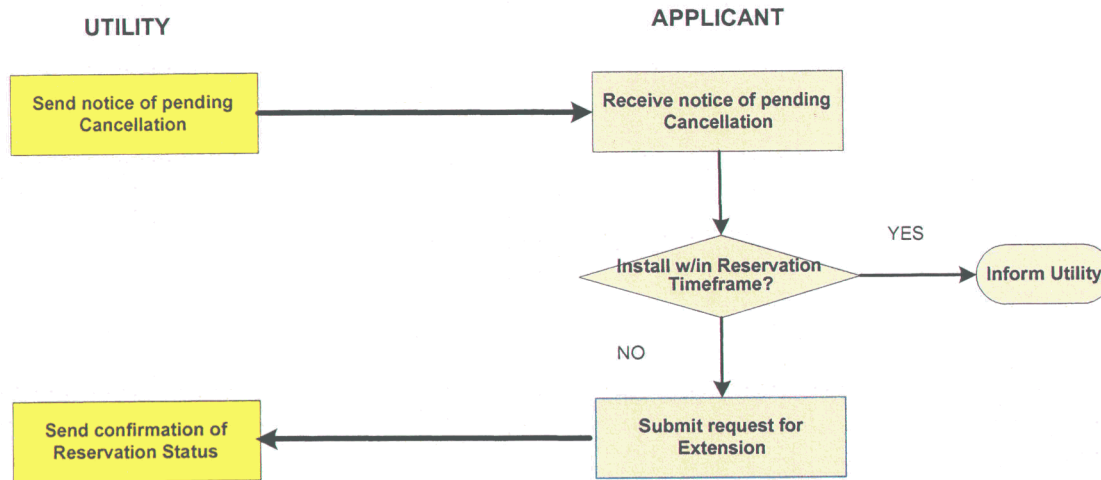 UTILITY
APPLICANT
Send notice of pending
Cancellation
Receive notice of pending
Cancellation
Install w/in Reservation
Timeframe?
YES
Inform Utility
NO
Submit request for
Extension
Send confirmation of
Reservation Status